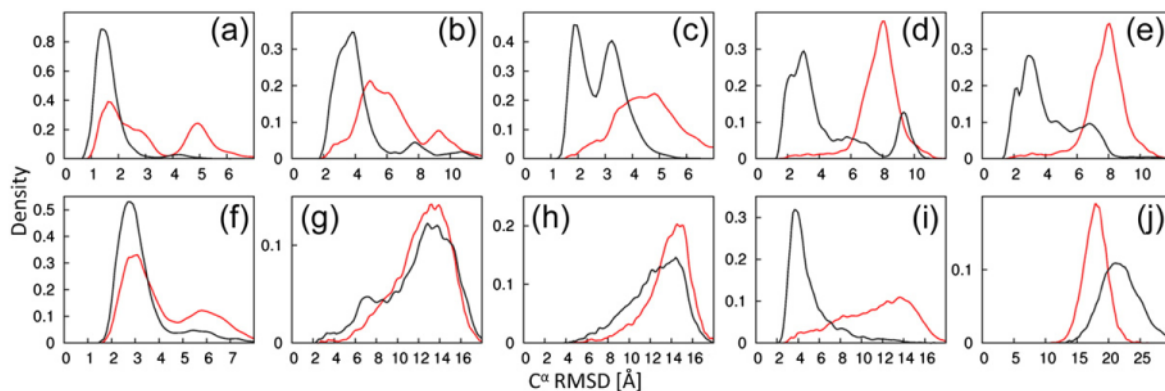 (a) (b) (c) (d) (e)
0.8 0.6 0.4 0.2 0
0.3 0.2 0.1 0
0.4 0.3 0.2 0.1 0
0.3 0.2 0.1 0
0.3 0.2 0.1 0
0 1 2 3 4 5 6
0 2 4 6 8 10
0 1 2 3 4 5 6
0 2 4 6 8 10
0 2 4 6 8 10
Density
(f) (g) (h) (i) (j)
0.5 0.4 0.3 0.2 0.1 0
0.1 0
0.2 0.1 0
0.3 0.2 0.1 0
0.1 0
0 1 2 3 4 5 6 7
0 2 4 6 8 10 12 14 16
0 2 4 6 8 10 12 14 16
0 2 4 6 8 10 12 14 16
0 5 10 15 20 25
Cα RMSD [Å]